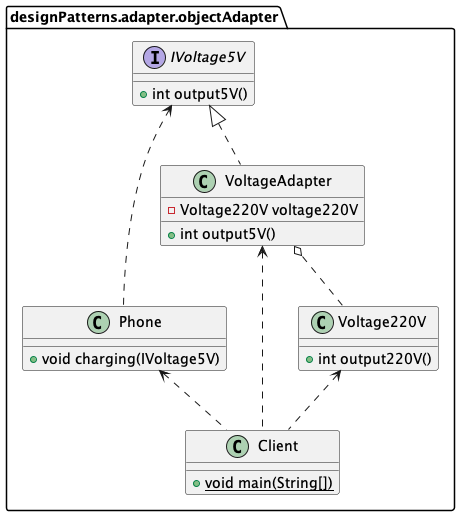 designPatterns.adapter.objectAdapter
I IVoltage5V
int output5V()
C VoltageAdapter
Voltage220V voltage220V
int output5V()
C Phone
void charging(IVoltage5V)
C Voltage220V
int output220V()
C Client
void main(String[])